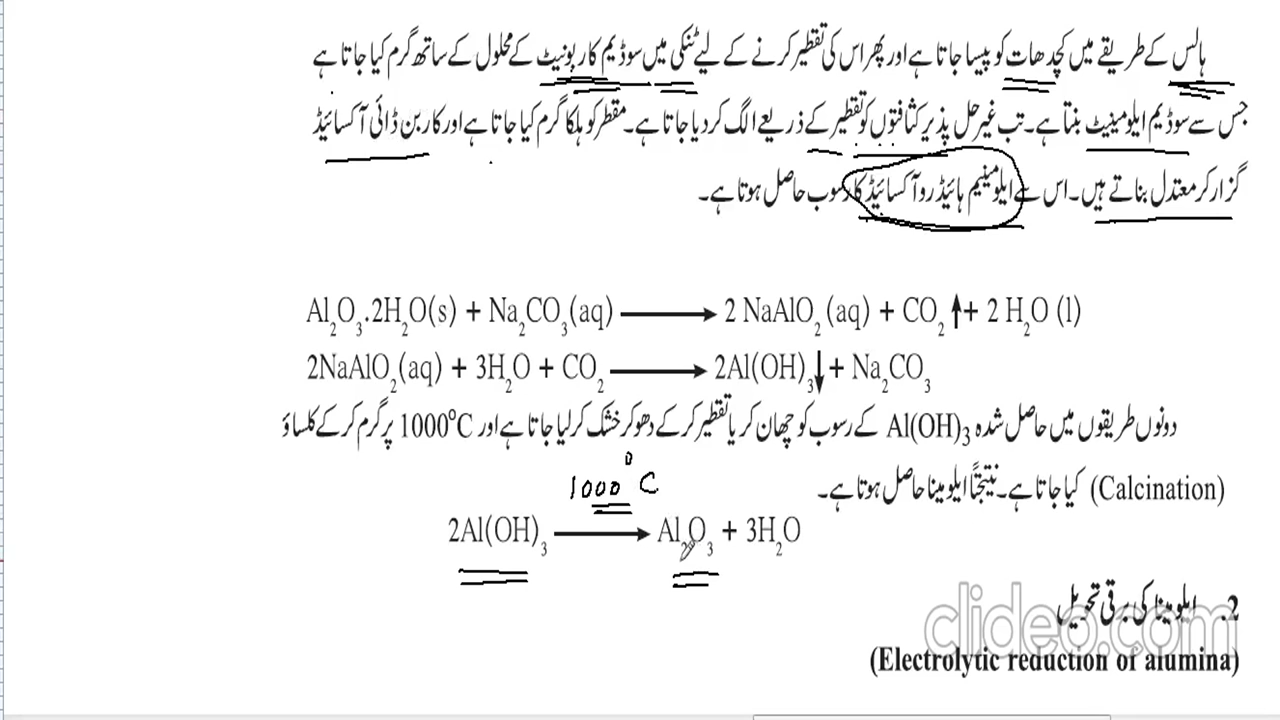 ہالس کے طریقے میں کچدھات کو پیسا جاتا ہے اور پھر اس کی تقطیر کرنے کے لیے ٹنکی میں سوڈیم کاربونیٹ کے محلول کے ساتھ گرم کیا جاتا ہے
جس سے سوڈیم ایلومینیٹ بنتا ہے۔ تب غیر حل پذیر کثافتوں کو تقطیر کے ذریعے الگ کر دیا جاتا ہے۔ مقطر کو ہلکا گرم کیا جاتا ہے اور کاربن ڈائی آکسائیڈ
گزار کر معتدل بناتے ہیں۔ اس سے ایلومینیم ہائیڈروآکسائیڈ کا رسوب حاصل ہوتا ہے۔
Al₂O₃.2H₂O(s) + Na₂CO₃(aq) ⟶ 2 NaAlO₂ (aq) + CO₂ ↑ + 2 H₂O (l)
2NaAlO₂(aq) + 3H₂O + CO₂ ⟶ 2Al(OH)₃↓ + Na₂CO₃
دونوں طریقوں میں حاصل شدہ Al(OH)₃ کے رسوب کو چھان کر یا تقطیر کر کے دھو کر خشک کر لیا جاتا ہے اور 1000⁰C پر گرم کر کے کلساؤ
(Calcination) کیا جاتا ہے۔ نتیجتاً ایلومینا حاصل ہوتا ہے۔
1000° C
2Al(OH)₃ ⟶ Al₂O₃ + 3H₂O
2. ایلومینا کی برقی تحویل
(Electrolytic reduction of alumina)
clideo.com